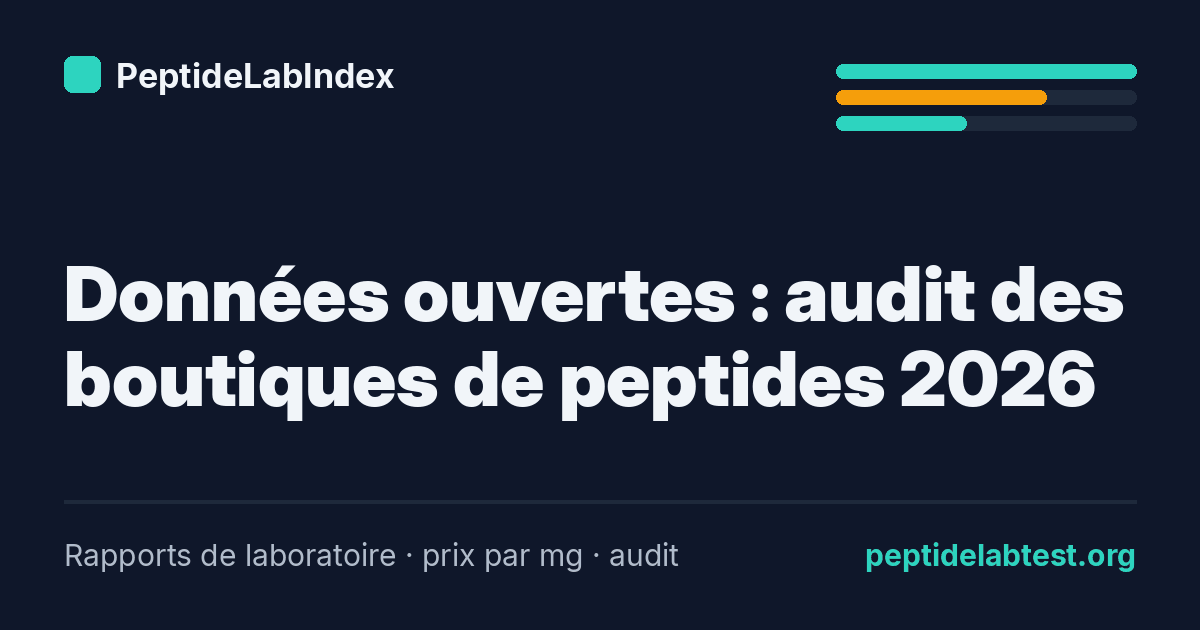 PeptideLabIndex
Données ouvertes : audit des
boutiques de peptides 2026
Rapports de laboratoire · prix par mg · audit
peptidelabtest.org